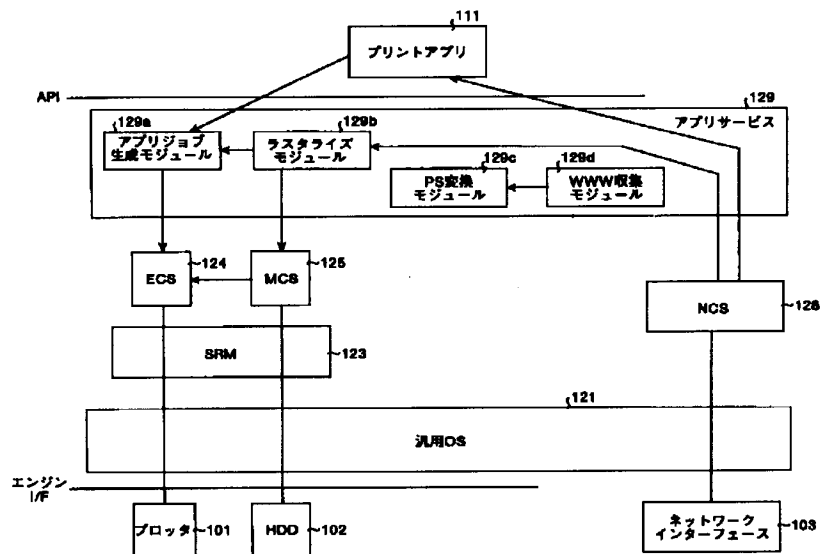 111
プリントアプリ
API
129
アプリサービス
129a
アプリジョブ
生成モジュール
129b
ラスタライズ
モジュール
129c
PS変換
モジュール
129d
WWW収集
モジュール
ECS
124
MCS
125
NCS
128
SRM
123
121
汎用OS
エンジン
I/F
プロッタ
101
HDD
102
ネットワーク
インターフェース
103